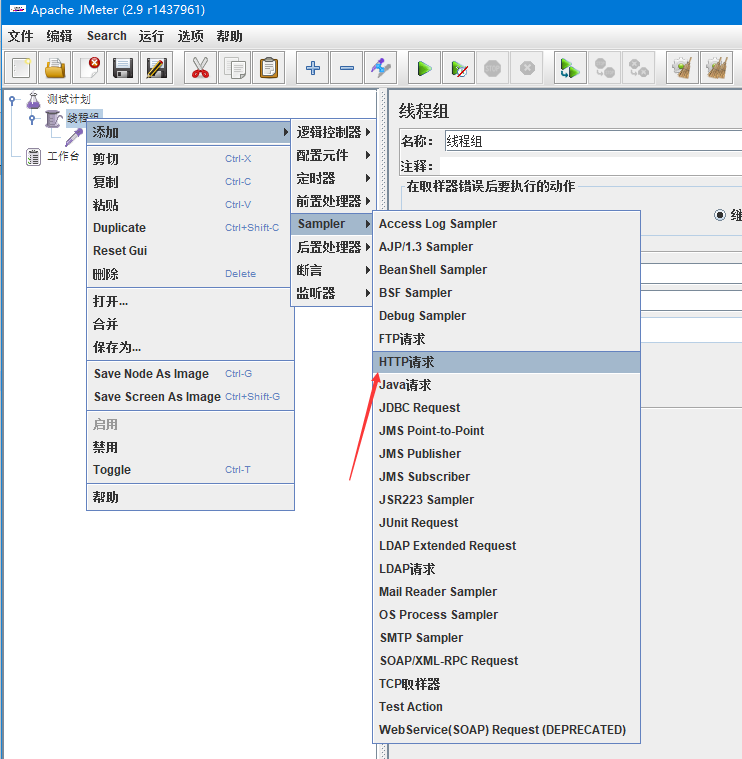 Apache JMeter (2.9 r1437961)
文件 编辑 Search 运行 选项 帮助
测试计划
线程组
工作台
添加
剪切 Ctrl-X
复制 Ctrl-C
粘贴 Ctrl-V
Duplicate Ctrl+Shift-C
Reset Gui
删除 Delete
打开...
合并
保存为...
Save Node As Image Ctrl-G
Save Screen As Image Ctrl+Shift-G
启用
禁用
Toggle Ctrl-T
帮助
逻辑控制器
配置元件
定时器
前置处理器
Sampler
后置处理器
断言
监听器
Access Log Sampler
AJP/1.3 Sampler
BeanShell Sampler
BSF Sampler
Debug Sampler
FTP请求
HTTP请求
Java请求
JDBC Request
JMS Point-to-Point
JMS Publisher
JMS Subscriber
JSR223 Sampler
JUnit Request
LDAP Extended Request
LDAP请求
Mail Reader Sampler
OS Process Sampler
SMTP Sampler
SOAP/XML-RPC Request
TCP取样器
Test Action
WebService(SOAP) Request (DEPRECATED)
线程组
名称: 线程组
注释:
在取样器错误后要执行的动作
继